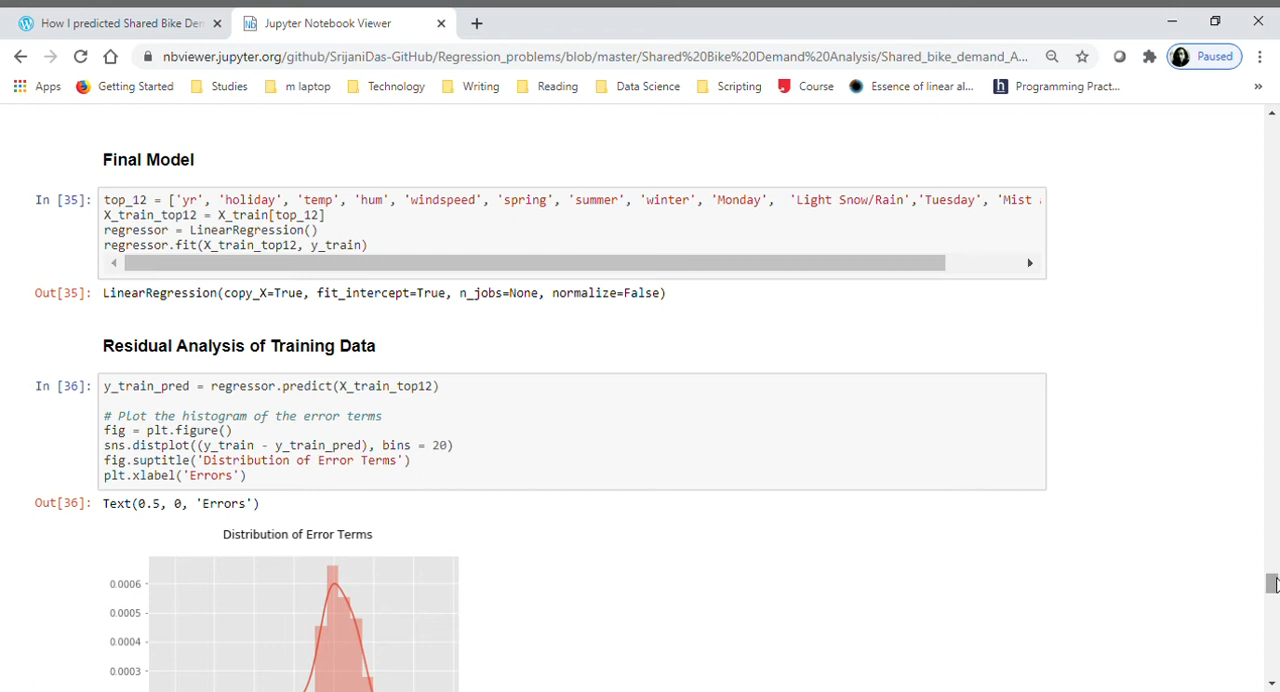 How I predicted Shared Bike Den
Jupyter Notebook Viewer
nbviewer.jupyter.org/github/SrijaniDas-GitHub/Regression_problems/blob/master/Shared%20Bike%20Demand%20Analysis/Shared_bike_demand_A...
Paused
Apps Getting Started Studies m laptop Technology Writing Reading Data Science Scripting Course Essence of linear al... Programming Pract... »
Final Model
In [35]: top_12 = ['yr', 'holiday', 'temp', 'hum', 'windspeed', 'spring', 'summer', 'winter', 'Monday', 'Light Snow/Rain','Tuesday', 'Mist
X_train_top12 = X_train[top_12]
regressor = LinearRegression()
regressor.fit(X_train_top12, y_train)
Out[35]: LinearRegression(copy_X=True, fit_intercept=True, n_jobs=None, normalize=False)
Residual Analysis of Training Data
In [36]: y_train_pred = regressor.predict(X_train_top12)
# Plot the histogram of the error terms
fig = plt.figure()
sns.distplot((y_train - y_train_pred), bins = 20)
fig.suptitle('Distribution of Error Terms')
plt.xlabel('Errors')
Out[36]: Text(0.5, 0, 'Errors')
Distribution of Error Terms
0.0006
0.0005
0.0004
0.0003